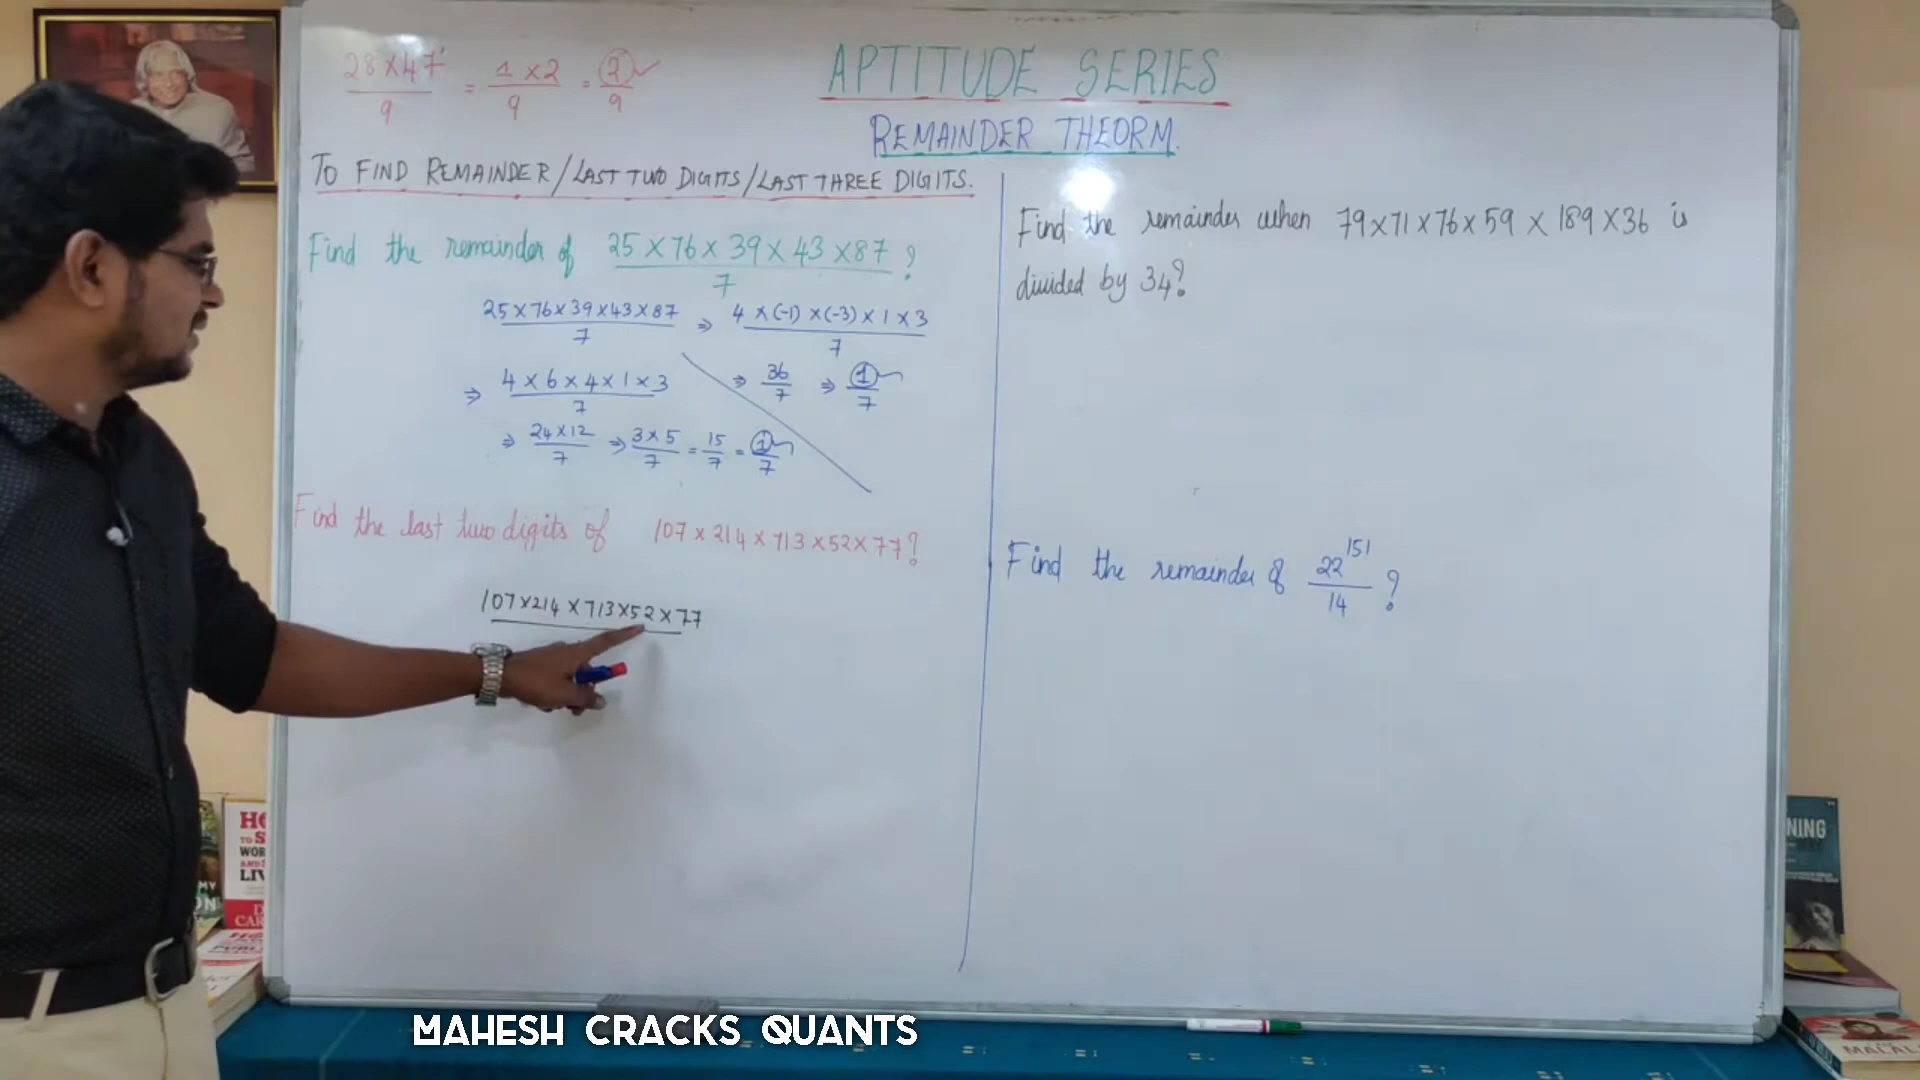 28×47 / 9 = 1×2 / 9 = 2 / 9
APTITUDE SERIES
REMAINDER THEORM.
TO FIND REMAINDER/LAST TWO DIGITS/LAST THREE DIGITS.
Find the remainder of 25×76×39×43×87 / 7 ?
25×76×39×43×87 / 7 ⇒ 4×(-1)×(-3)×1×3 / 7
⇒ 36 / 7 ⇒ 1 / 7
⇒ 4×6×4×1×3 / 7
⇒ 24×12 / 7 ⇒ 3×5 / 7 = 15 / 7 = 1 / 7
Find the last two digits of 107×214×713×52×77?
107×214×713×52×77
Find the remainder when 79×71×76×59×189×36 is
divided by 34?
Find the remainder of 22^151 / 14 ?
MAHESH CRACKS QUANTS